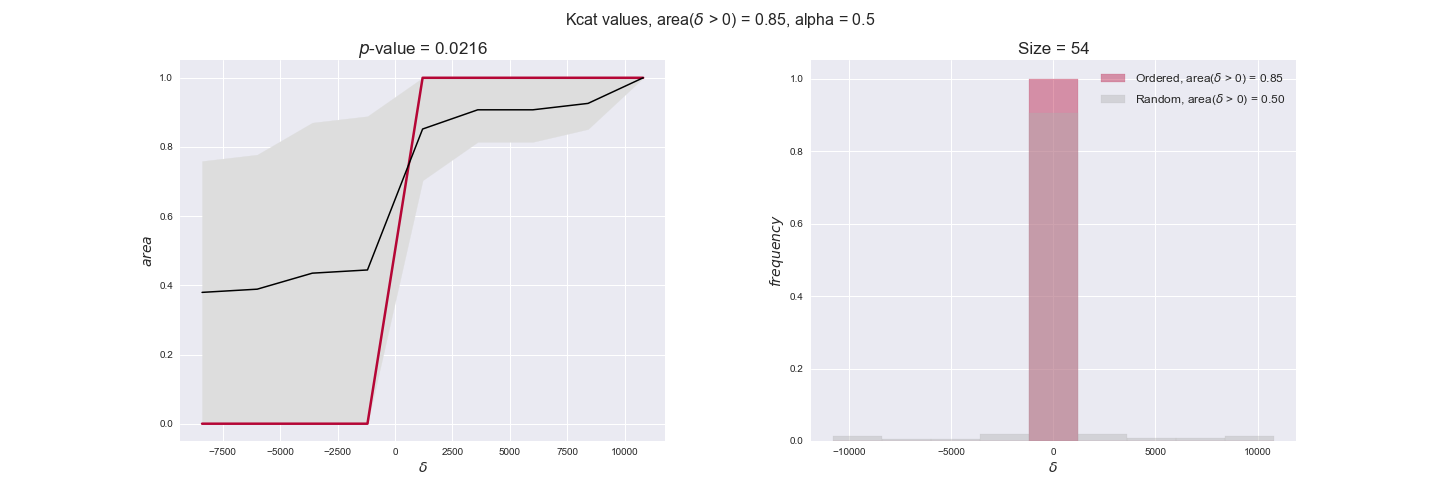 Kcat values, area(δ > 0) = 0.85, alpha = 0.5
p-value = 0.0216
1.0
0.8
0.6
0.4
0.2
0.0
area
−7500 −5000 −2500 0 2500 5000 7500 10000
δ
Size = 54
Ordered, area(δ > 0) = 0.85
Random, area(δ > 0) = 0.50
1.0
0.8
0.6
0.4
0.2
0.0
frequency
−10000 −5000 0 5000 10000
δ